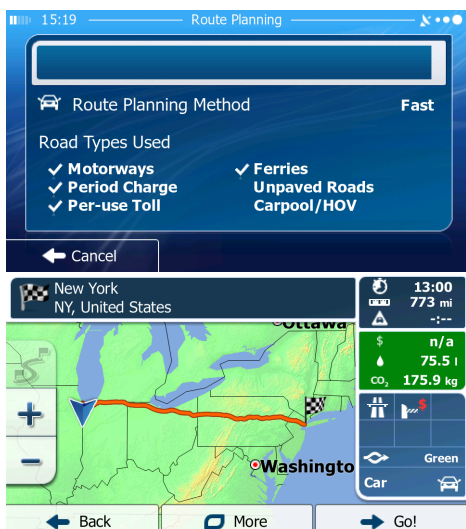 15:19
Route Planning
Route Planning Method
Fast
Road Types Used
Motorways
Ferries
Period Charge
Unpaved Roads
Per-use Toll
Carpool/HOV
Cancel
New York
NY, United States
13:00
773 mi
-:--
$ n/a
75.5 l
CO₂ 175.9 kg
$
Ottawa
Washingto
+
-
Green
Car
Back
More
Go!